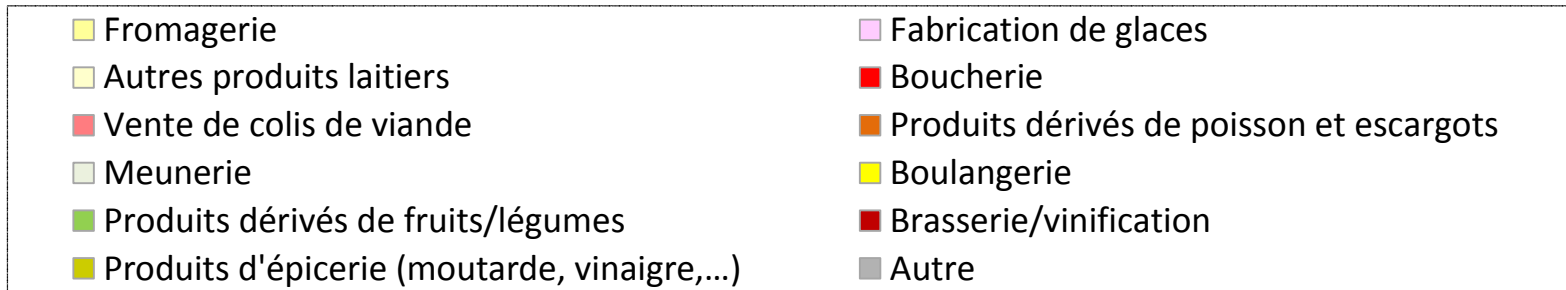 Fromagerie
Fabrication de glaces
Autres produits laitiers
Boucherie
Vente de colis de viande
Produits dérivés de poisson et escargots
Meunerie
Boulangerie
Produits dérivés de fruits/légumes
Brasserie/vinification
Produits d'épicerie (moutarde, vinaigre,…)
Autre